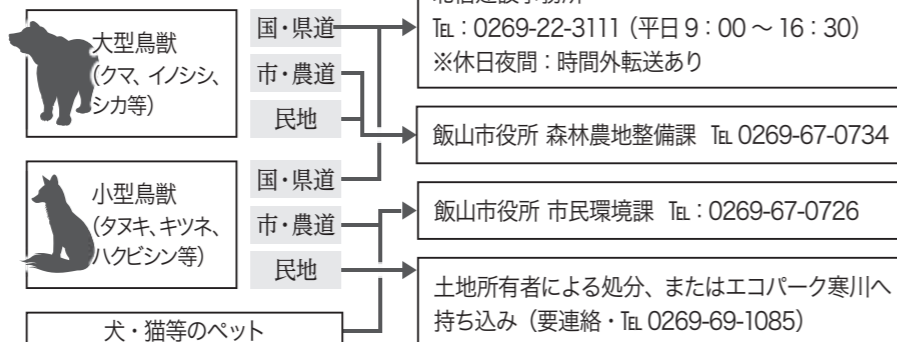 大型鳥獣
(クマ、イノシシ、
シカ等)
国・県道
市・農道
民地
℡：0269-22-3111（平日9：00～16：30）
※休日夜間：時間外転送あり
飯山市役所 森林農地整備課 ℡ 0269-67-0734
小型鳥獣
(タヌキ、キツネ、
ハクビシン等)
国・県道
市・農道
民地
飯山市役所 市民環境課 ℡：0269-67-0726
土地所有者による処分、またはエコパーク寒川へ
持ち込み（要連絡・℡ 0269-69-1085）
犬・猫等のペット